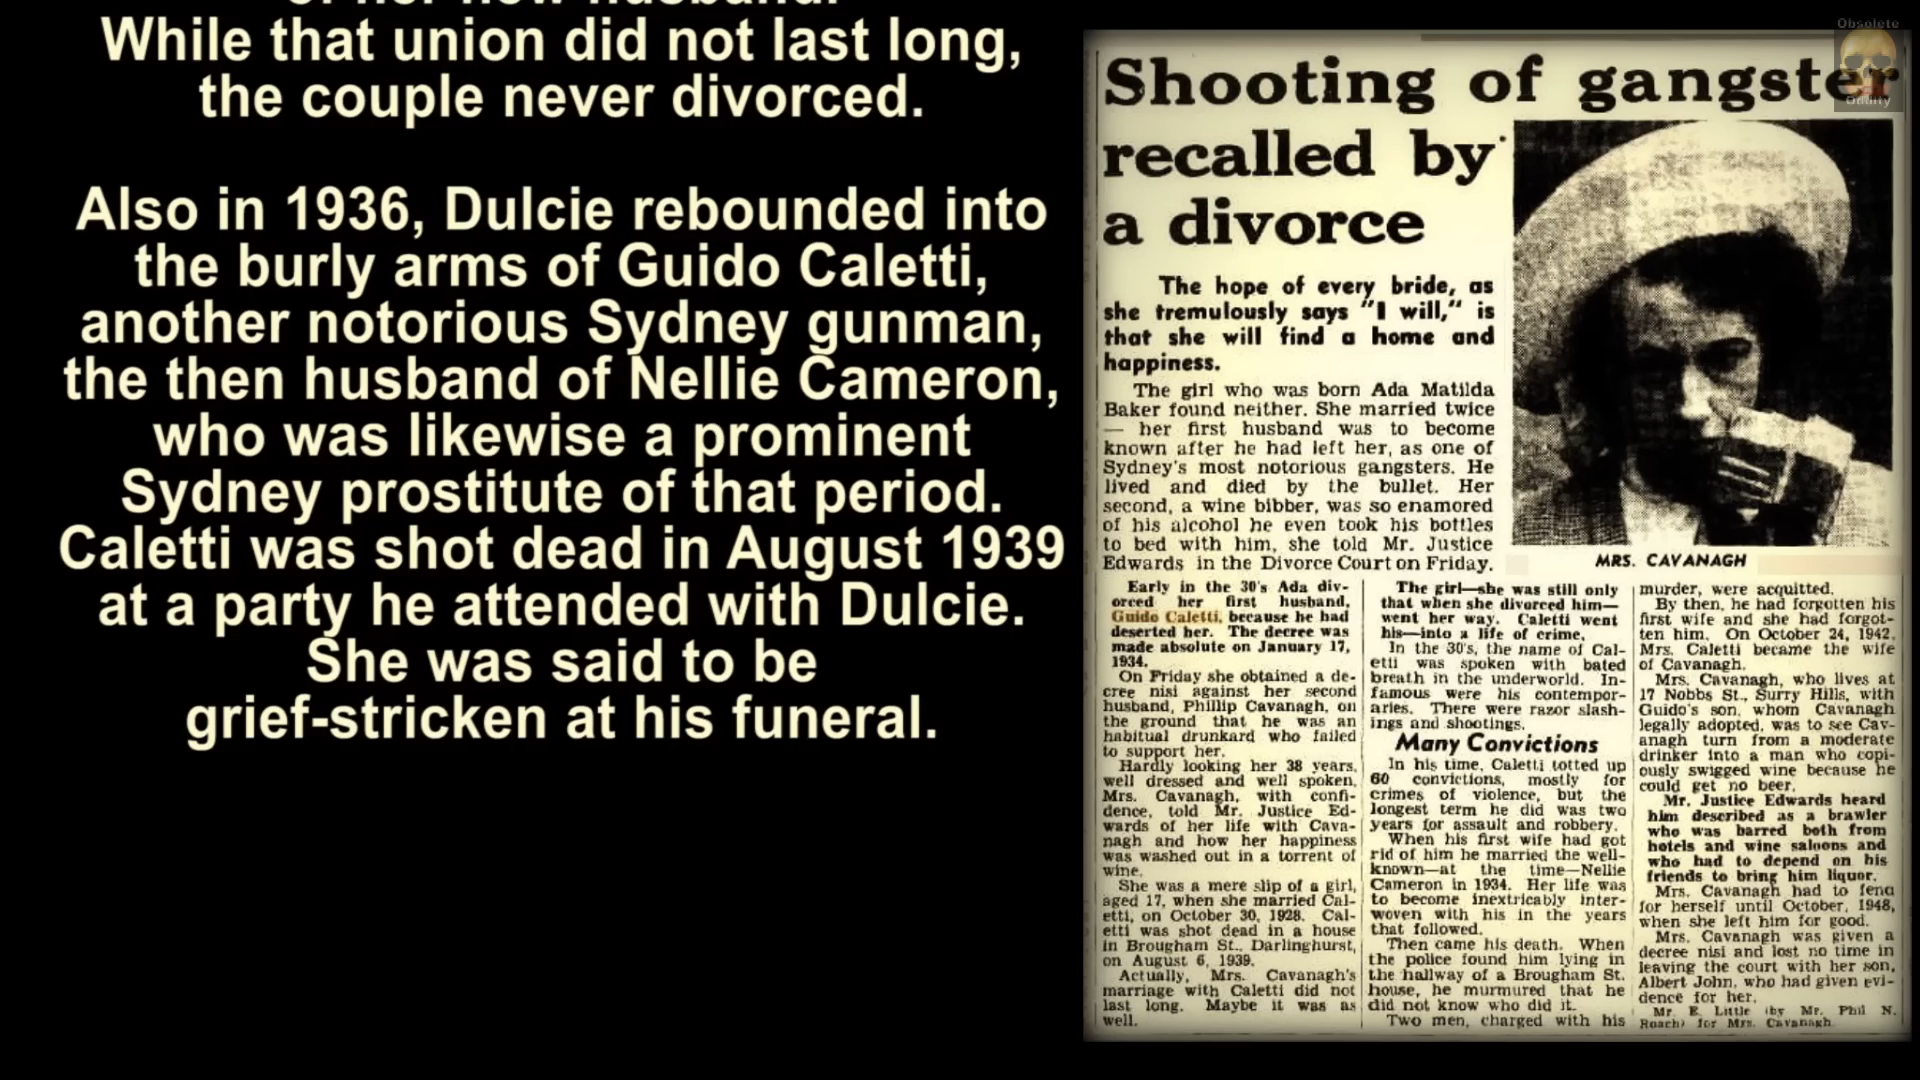 While that union did not last long,
the couple never divorced.
Also in 1936, Dulcie rebounded into
the burly arms of Guido Caletti,
another notorious Sydney gunman,
the then husband of Nellie Cameron,
who was likewise a prominent
Sydney prostitute of that period.
Caletti was shot dead in August 1939
at a party he attended with Dulcie.
She was said to be
grief-stricken at his funeral.
Obsolete
Oddity
Shooting of gangster
recalled by
a divorce
The hope of every bride, as
she tremulously says "I will," is
that she will find a home and
happiness.
The girl who was born Ada Matilda
Baker found neither. She married twice
— her first husband was to become
known after he had left her, as one of
Sydney's most notorious gangsters. He
lived and died by the bullet. Her
second, a wine bibber, was so enamored
of his alcohol he even took his bottles
to bed with him, she told Mr. Justice
Edwards in the Divorce Court on Friday.
MRS. CAVANAGH
Early in the 30's Ada div-
orced her first husband,
Guido Caletti, because he had
deserted her. The decree was
made absolute on January 17,
1934.
On Friday she obtained a de-
cree nisi against her second
husband, Phillip Cavanagh, on
the ground that he was an
habitual drunkard who failed
to support her.
Hardly looking her 38 years,
well dressed and well spoken,
Mrs. Cavanagh, with confi-
dence, told Mr. Justice Ed-
wards of her life with Cava-
nagh and how her happiness
was washed out in a torrent of
wine.
She was a mere slip of a girl,
aged 17, when she married Cal-
etti, on October 30, 1928. Cal-
etti was shot dead in a house
in Brougham St., Darlinghurst,
on August 6, 1939.
Actually, Mrs. Cavanagh's
marriage with Caletti did not
last long. Maybe it was as
well.
The girl—she was still only
that when she divorced him—
went her way. Caletti went
his—into a life of crime.
In the 30's, the name of Cal-
etti was spoken with bated
breath in the underworld. In-
famous were his contempor-
aries. There were razor slash-
ings and shootings.
Many Convictions
In his time, Caletti totted up
60 convictions, mostly for
crimes of violence, but the
longest term he did was two
years for assault and robbery.
When his first wife had got
rid of him he married the well-
known—at the time—Nellie
Cameron in 1934. Her life was
to become inextricably inter-
woven with his in the years
that followed.
Then came his death. When
the police found him lying in
the hallway of a Brougham St.
house, he murmured that he
did not know who did it.
Two men, charged with his
murder, were acquitted.
By then, he had forgotten his
first wife and she had forgot-
ten him. On October 24, 1942,
Mrs. Caletti became the wife
of Cavanagh.
Mrs. Cavanagh, who lives at
17 Nobbs St., Surry Hills, with
Guido's son, whom Cavanagh
legally adopted, was to see Cav-
anagh turn from a moderate
drinker into a man who copi-
ously swigged wine because he
could get no beer.
Mr. Justice Edwards heard
him described as a brawler
who was barred both from
hotels and wine saloons and
who had to depend on his
friends to bring him liquor.
Mrs. Cavanagh had to fend
for herself until October, 1948,
when she left him for good.
Mrs. Cavanagh was given a
decree nisi and lost no time in
leaving the court with her son,
Albert John, who had given evi-
dence for her.
Mr. E. Little (by Mr. Phil N.
Roach) for Mrs. Cavanagh.